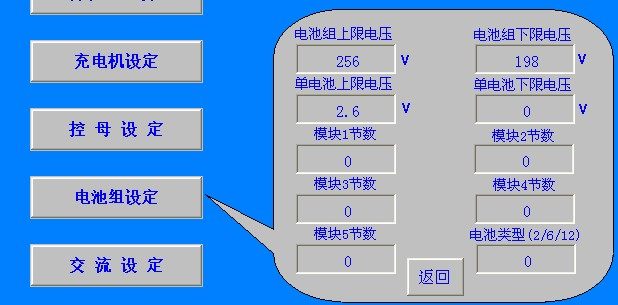 充电机设定
控 母 设 定
电池组设定
交 流 设 定
电池组上限电压 电池组下限电压
256 V 198 V
单电池上限电压 单电池下限电压
2.6 V 0 V
模块1节数 模块2节数
0 0
模块3节数 模块4节数
0 0
模块5节数 电池类型(2/6/12)
0 0
返回